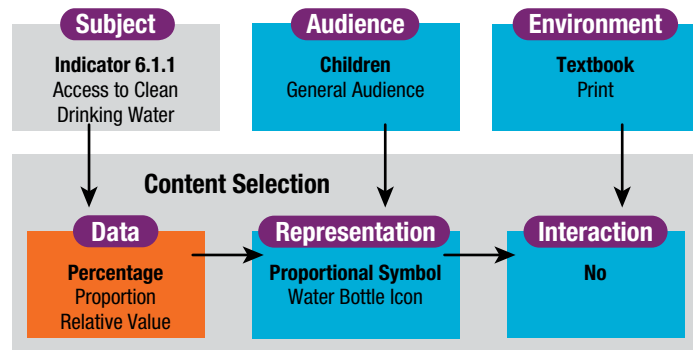 Subject
Indicator 6.1.1
Access to Clean
Drinking Water
Audience
Children
General Audience
Environment
Textbook
Print
Content Selection
Data
Percentage
Proportion
Relative Value
Representation
Proportional Symbol
Water Bottle Icon
Interaction
No